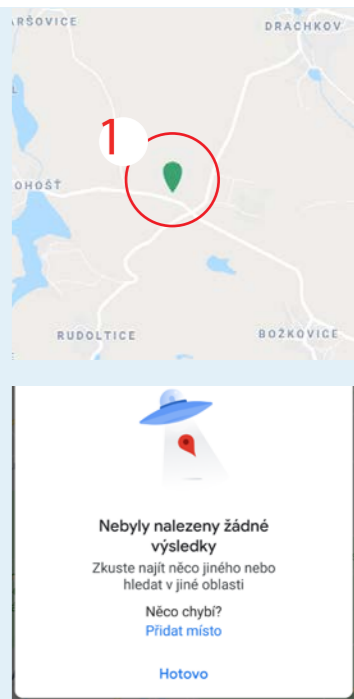 RŠOVICE
DRACHKOV
1
OHOŠŤ
RUDOLTICE
BOŽKOVICE
Nebyly nalezeny žádné
výsledky
Zkuste najít něco jiného nebo
hledat v jiné oblasti
Něco chybí?
Přidat místo
Hotovo